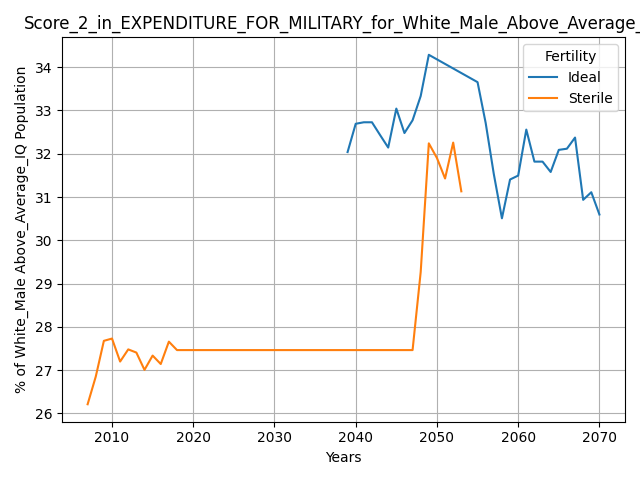 Score_2_in_EXPENDITURE_FOR_MILITARY_for_White_Male_Above_Average_
Fertility
Ideal
Sterile
% of White_Male Above_Average_IQ Population
34
33
32
31
30
29
28
27
26
2010 2020 2030 2040 2050 2060 2070
Years